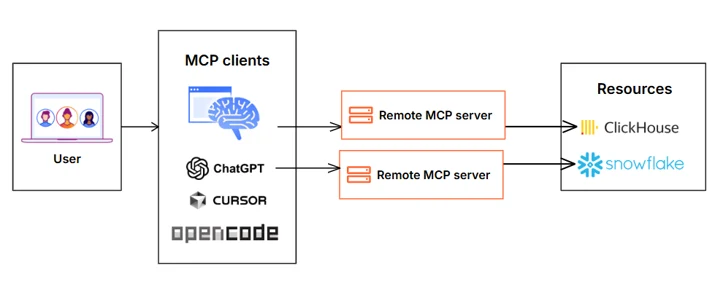 User
MCP clients
ChatGPT
CURSOR
opencode
Remote MCP server
Remote MCP server
Resources
ClickHouse
snowflake